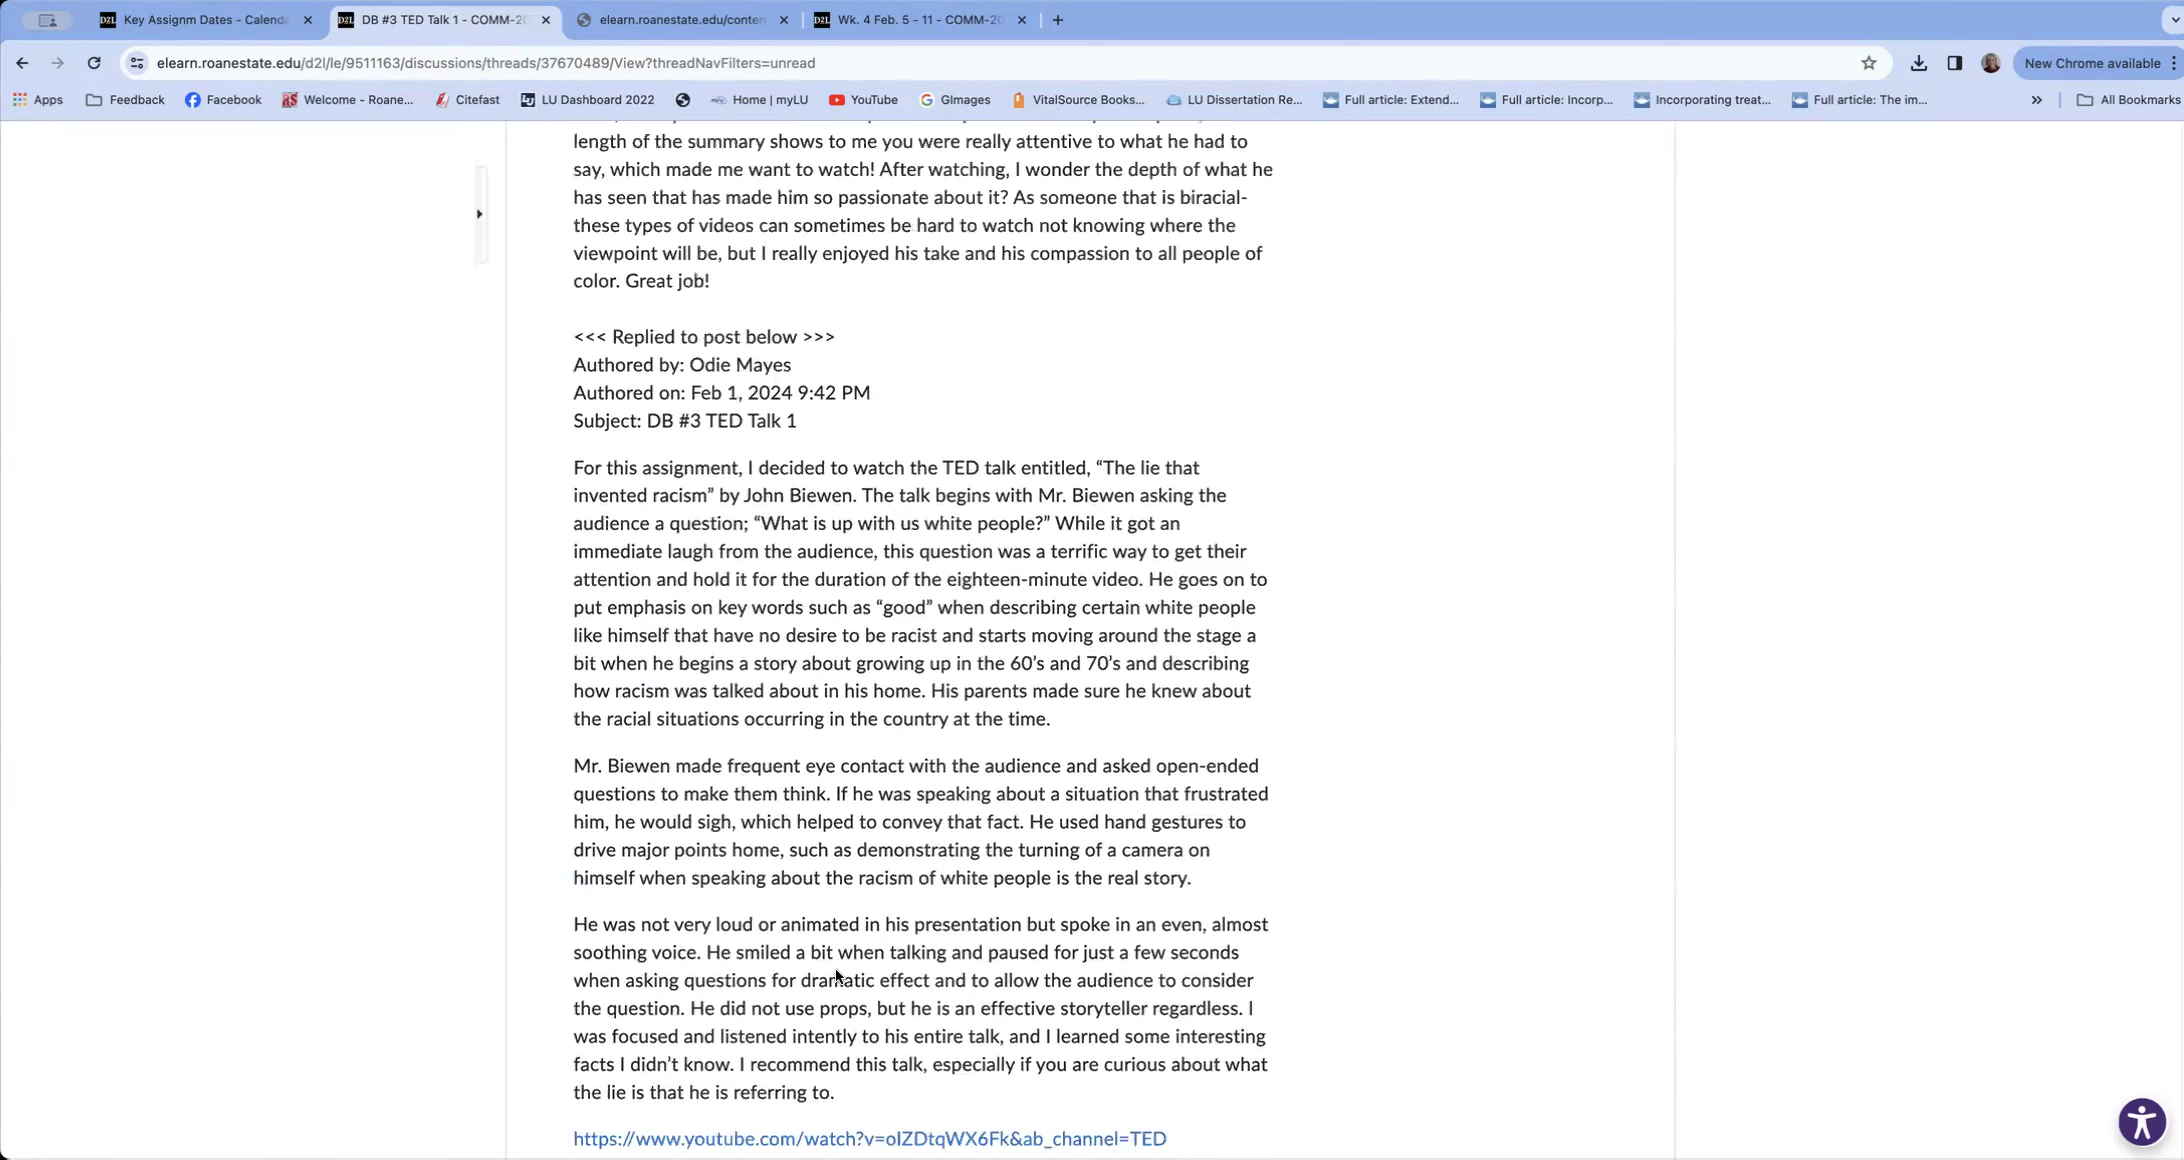 Key Assignm Dates - Calenda
DB #3 TED Talk 1 - COMM-20
elearn.roanestate.edu/conten
Wk. 4 Feb. 5 - 11 - COMM-20
elearn.roanestate.edu/d2l/le/9511163/discussions/threads/37670489/View?threadNavFilters=unread
New Chrome available
Apps
Feedback
Facebook
Welcome - Roane...
Citefast
LU Dashboard 2022
Home | myLU
YouTube
GImages
VitalSource Books...
LU Dissertation Re...
Full article: Extend...
Full article: Incorp...
Incorporating treat...
Full article: The im...
All Bookmarks
length of the summary shows to me you were really attentive to what he had to
say, which made me want to watch! After watching, I wonder the depth of what he
has seen that has made him so passionate about it? As someone that is biracial-
these types of videos can sometimes be hard to watch not knowing where the
viewpoint will be, but I really enjoyed his take and his compassion to all people of
color. Great job!
<<< Replied to post below >>>
Authored by: Odie Mayes
Authored on: Feb 1, 2024 9:42 PM
Subject: DB #3 TED Talk 1
For this assignment, I decided to watch the TED talk entitled, “The lie that
invented racism” by John Biewen. The talk begins with Mr. Biewen asking the
audience a question; “What is up with us white people?” While it got an
immediate laugh from the audience, this question was a terrific way to get their
attention and hold it for the duration of the eighteen-minute video. He goes on to
put emphasis on key words such as “good” when describing certain white people
like himself that have no desire to be racist and starts moving around the stage a
bit when he begins a story about growing up in the 60’s and 70’s and describing
how racism was talked about in his home. His parents made sure he knew about
the racial situations occurring in the country at the time.
Mr. Biewen made frequent eye contact with the audience and asked open-ended
questions to make them think. If he was speaking about a situation that frustrated
him, he would sigh, which helped to convey that fact. He used hand gestures to
drive major points home, such as demonstrating the turning of a camera on
himself when speaking about the racism of white people is the real story.
He was not very loud or animated in his presentation but spoke in an even, almost
soothing voice. He smiled a bit when talking and paused for just a few seconds
when asking questions for dramatic effect and to allow the audience to consider
the question. He did not use props, but he is an effective storyteller regardless. I
was focused and listened intently to his entire talk, and I learned some interesting
facts I didn’t know. I recommend this talk, especially if you are curious about what
the lie is that he is referring to.
https://www.youtube.com/watch?v=oIZDtqWX6Fk&ab_channel=TED